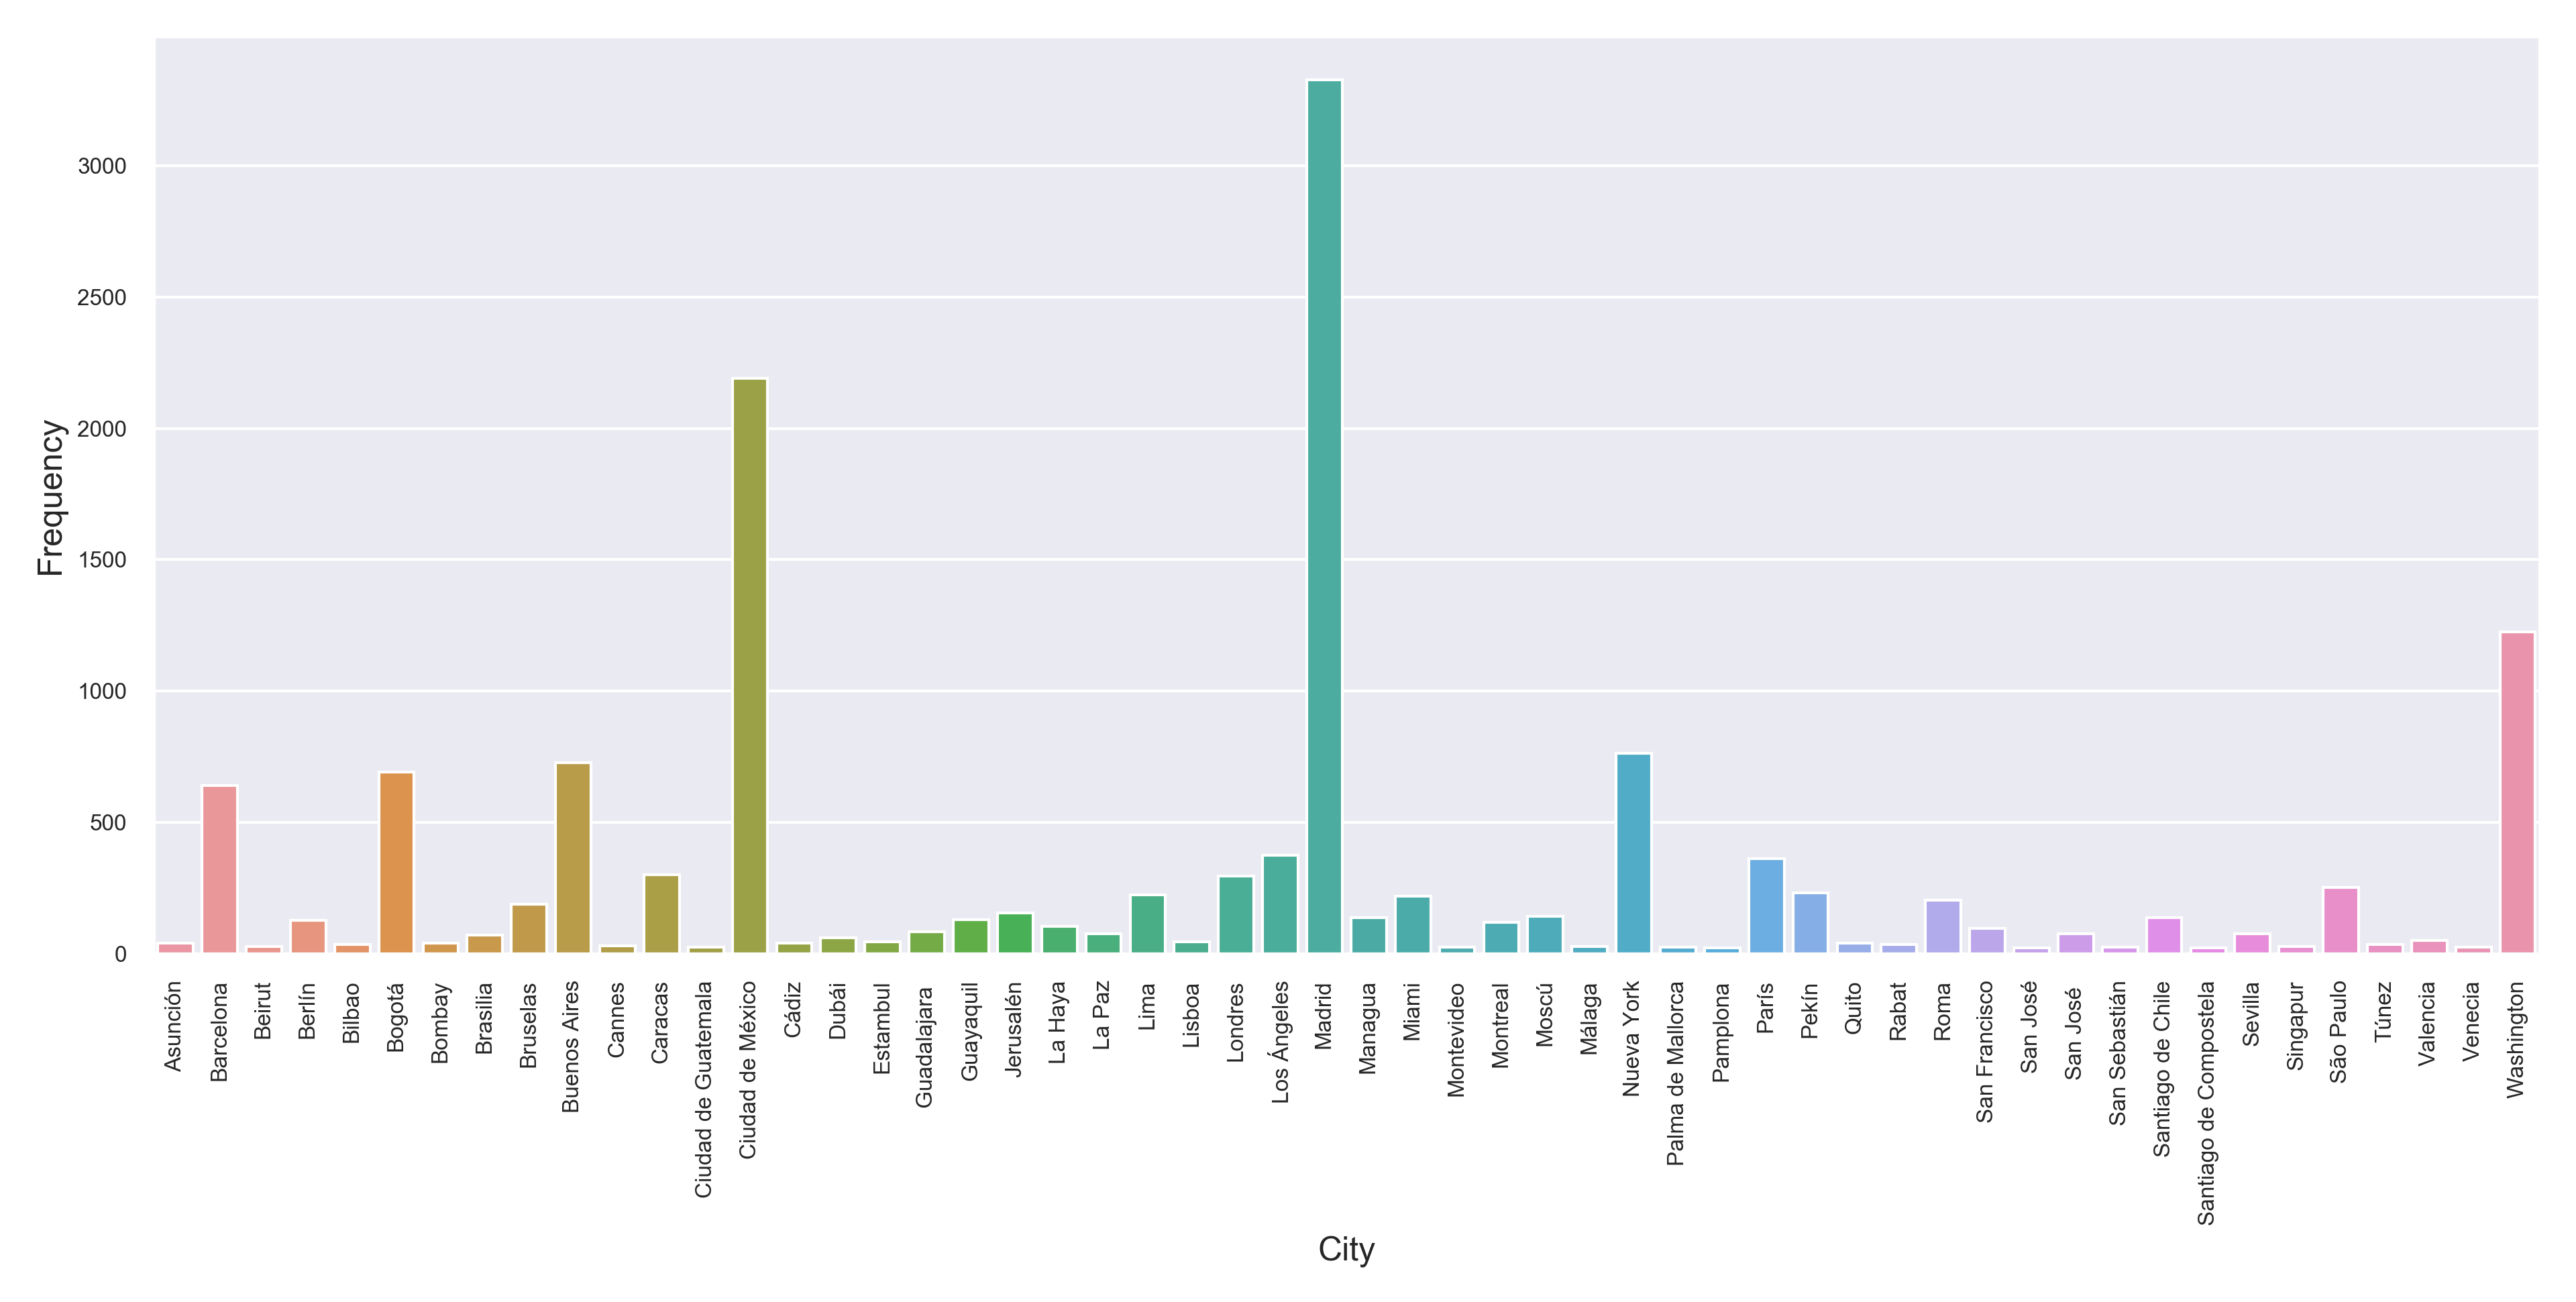 3000
2500
2000
1500
1000
500
0
Frequency
Asunción
Barcelona
Beirut
Berlín
Bilbao
Bogotá
Bombay
Brasilia
Bruselas
Buenos Aires
Cannes
Caracas
Ciudad de Guatemala
Ciudad de México
Cádiz
Dubái
Estambul
Guadalajara
Guayaquil
Jerusalén
La Haya
La Paz
Lima
Lisboa
Londres
Los Ángeles
Madrid
Managua
Miami
Montevideo
Montreal
Moscú
Málaga
Nueva York
Palma de Mallorca
Pamplona
París
Pekín
Quito
Rabat
Roma
San Francisco
San José
San José
San Sebastián
Santiago de Chile
Santiago de Compostela
Sevilla
Singapur
São Paulo
Túnez
Valencia
Venecia
Washington
City